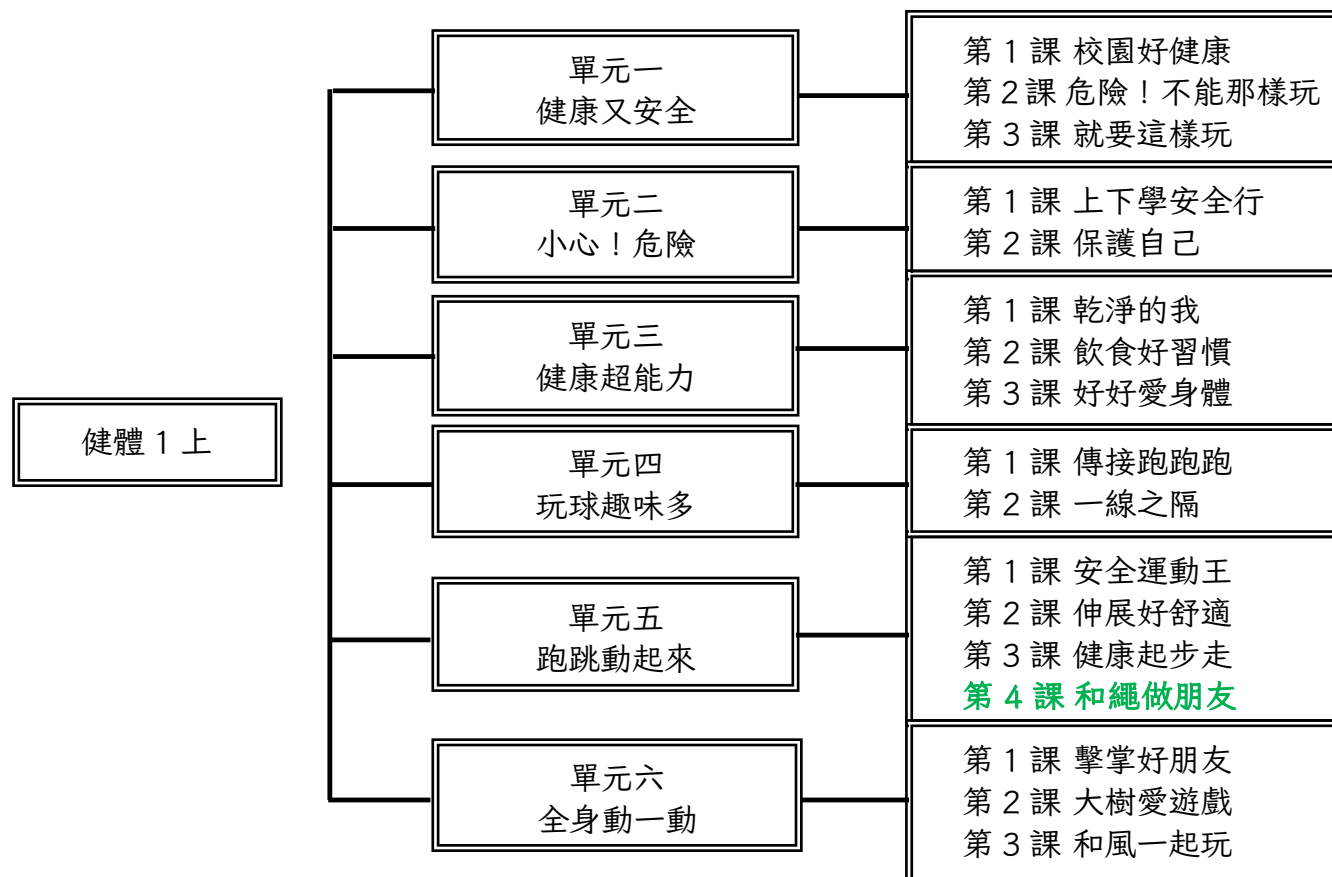 健體 1 上
單元一
健康又安全
第 1 課 校園好健康
第 2 課 危險！不能那樣玩
第 3 課 就要這樣玩
單元二
小心！危險
第 1 課 上下學安全行
第 2 課 保護自己
單元三
健康超能力
第 1 課 乾淨的我
第 2 課 飲食好習慣
第 3 課 好好愛身體
單元四
玩球趣味多
第 1 課 傳接跑跑跑
第 2 課 一線之隔
單元五
跑跳動起來
第 1 課 安全運動王
第 2 課 伸展好舒適
第 3 課 健康起步走
第 4 課 和繩做朋友
單元六
全身動一動
第 1 課 擊掌好朋友
第 2 課 大樹愛遊戲
第 3 課 和風一起玩